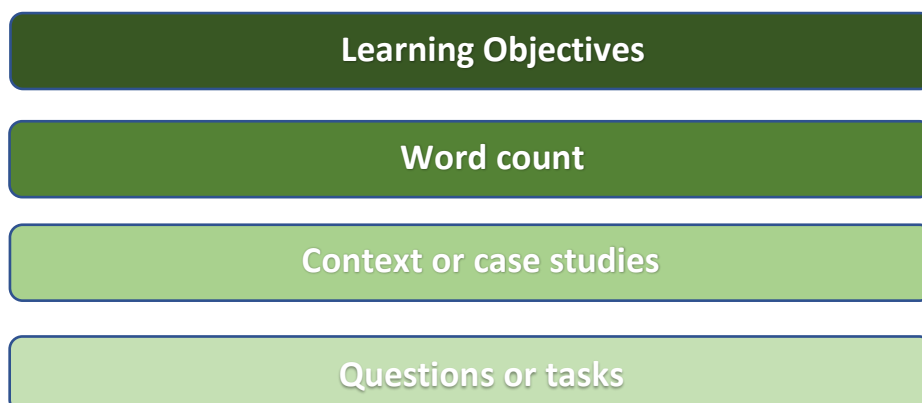 Learning Objectives
Word count
Context or case studies
Questions or tasks